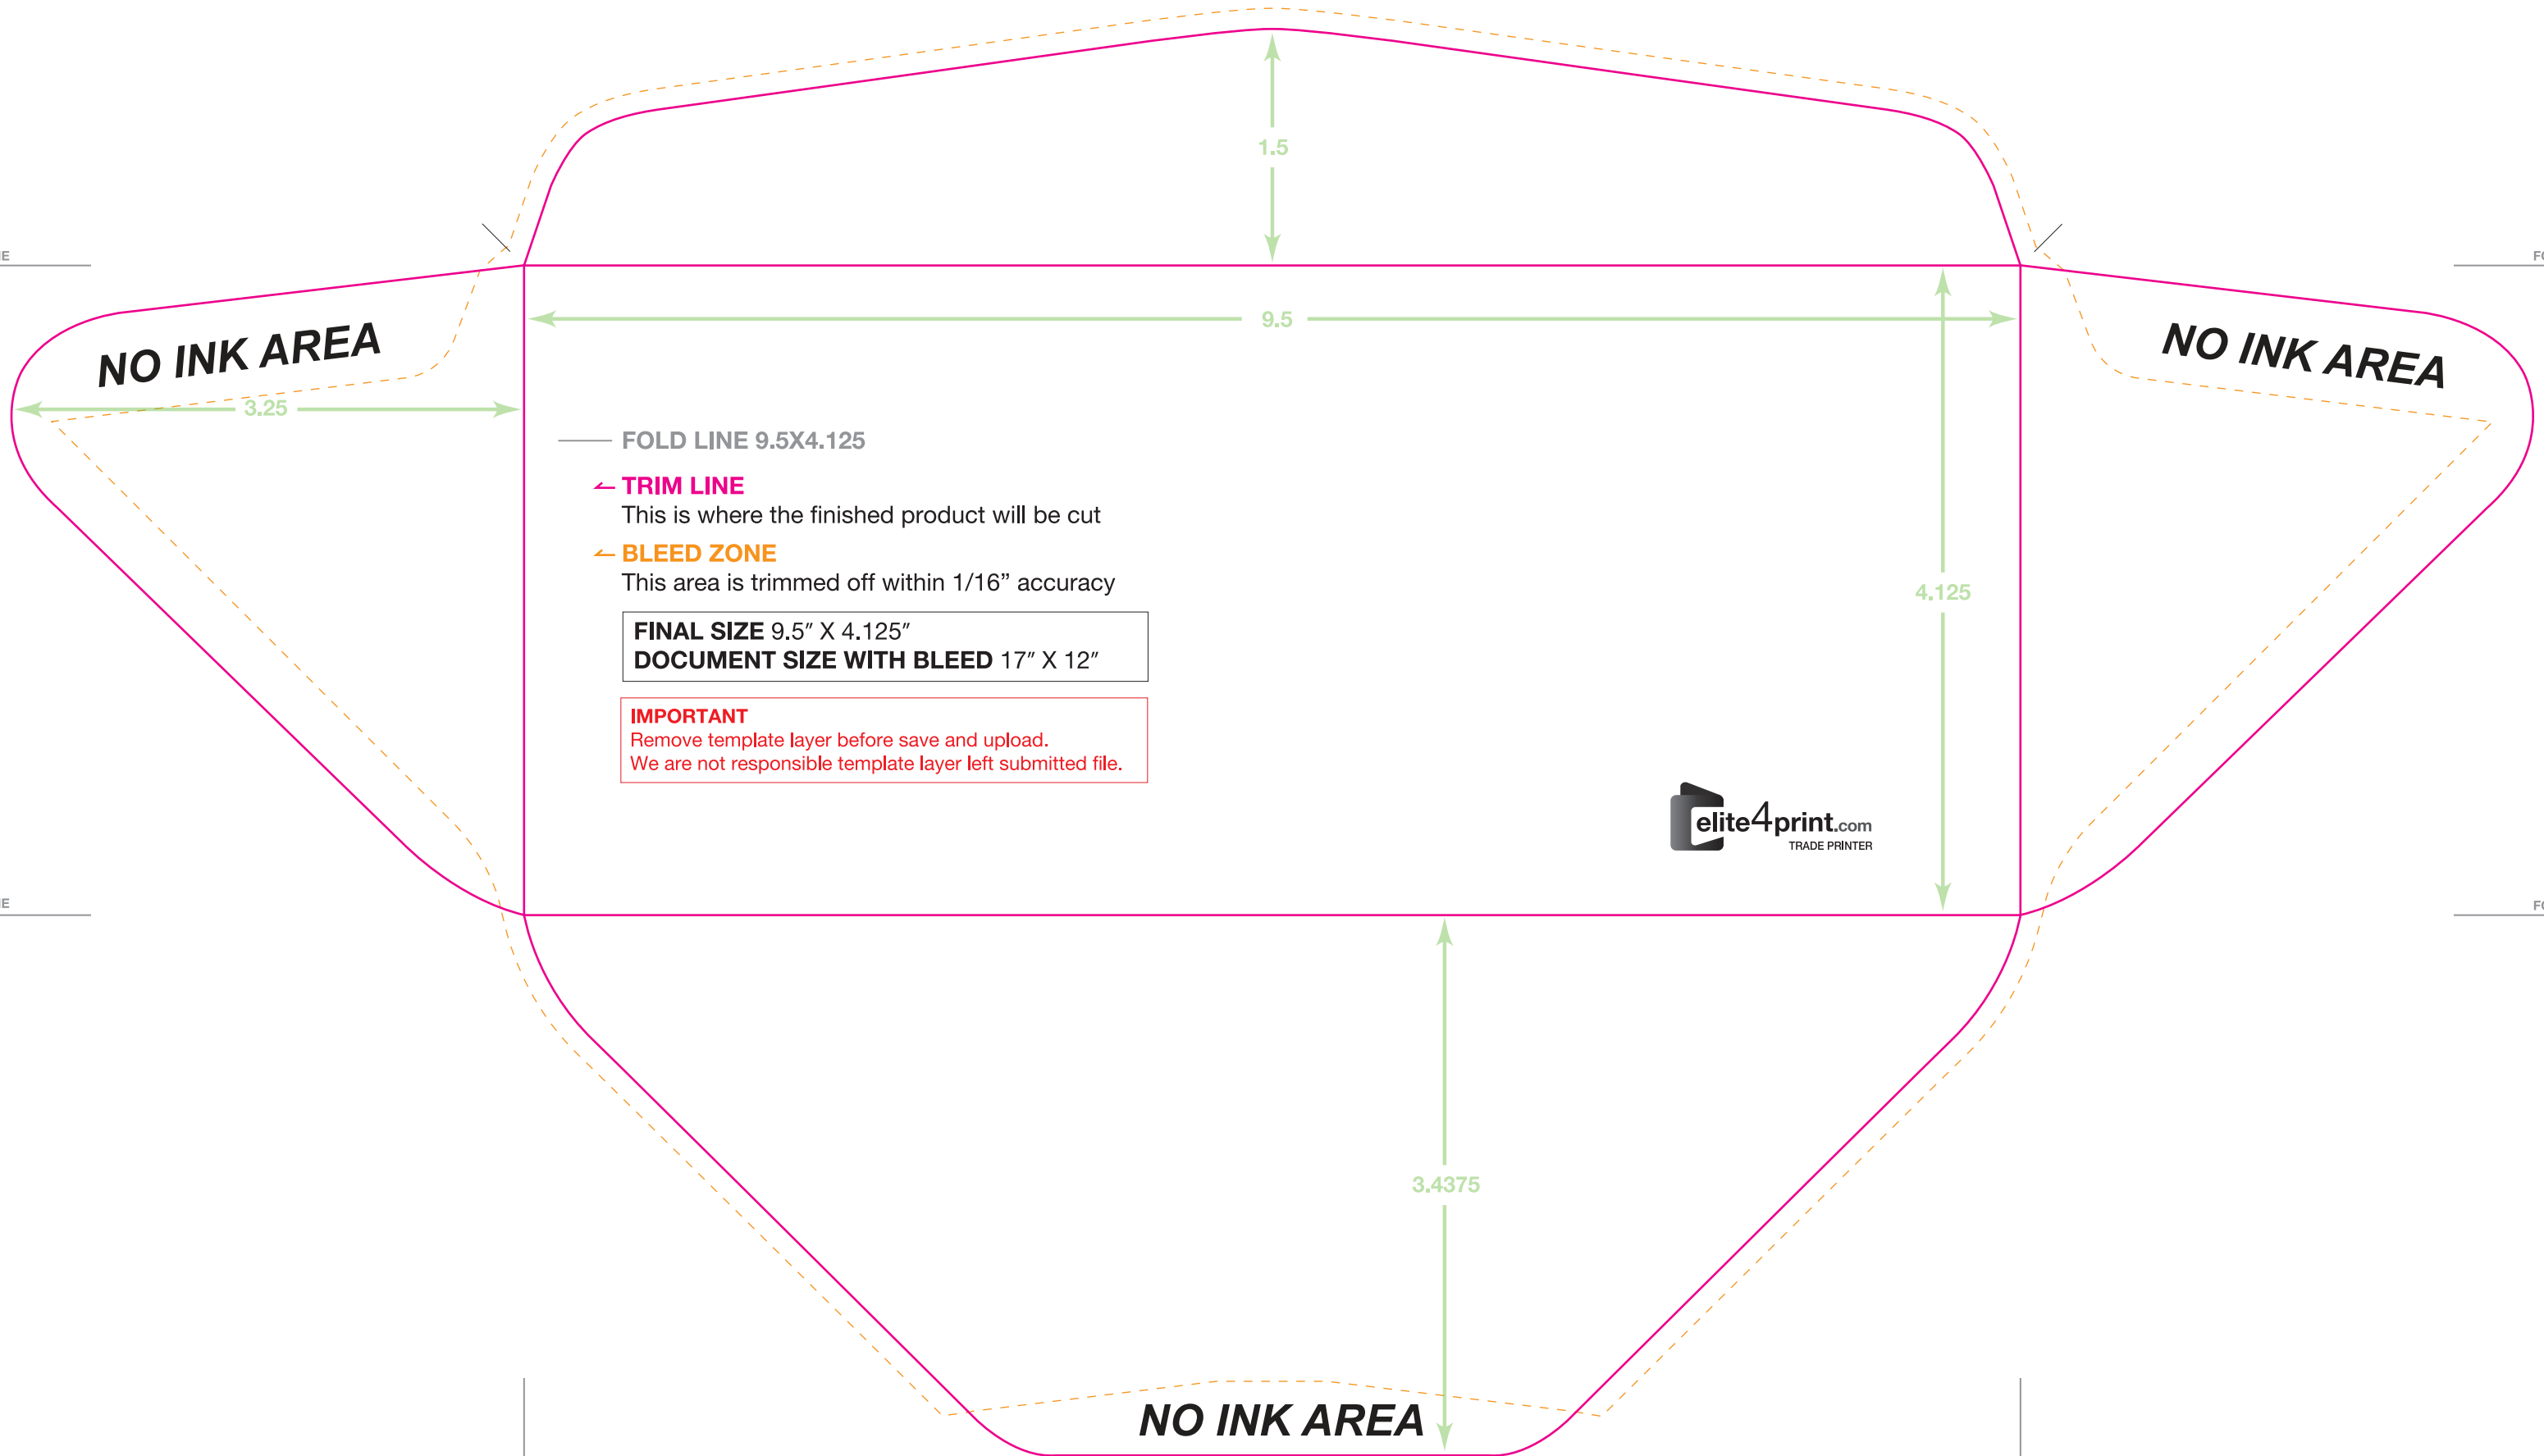 1.5
E
FO
9.5
NO INK AREA
NO INK AREA
3.25
FOLD LINE 9.5X4.125
TRIM LINE
This is where the finished product will be cut
BLEED ZONE
This area is trimmed off within 1/16” accuracy
4.125
FINAL SIZE 9.5″ X 4.125″
DOCUMENT SIZE WITH BLEED 17″ X 12″
IMPORTANT
Remove template layer before save and upload.
We are not responsible template layer left submitted file.
elite4print.com
TRADE PRINTER
E
FO
3.4375
NO INK AREA